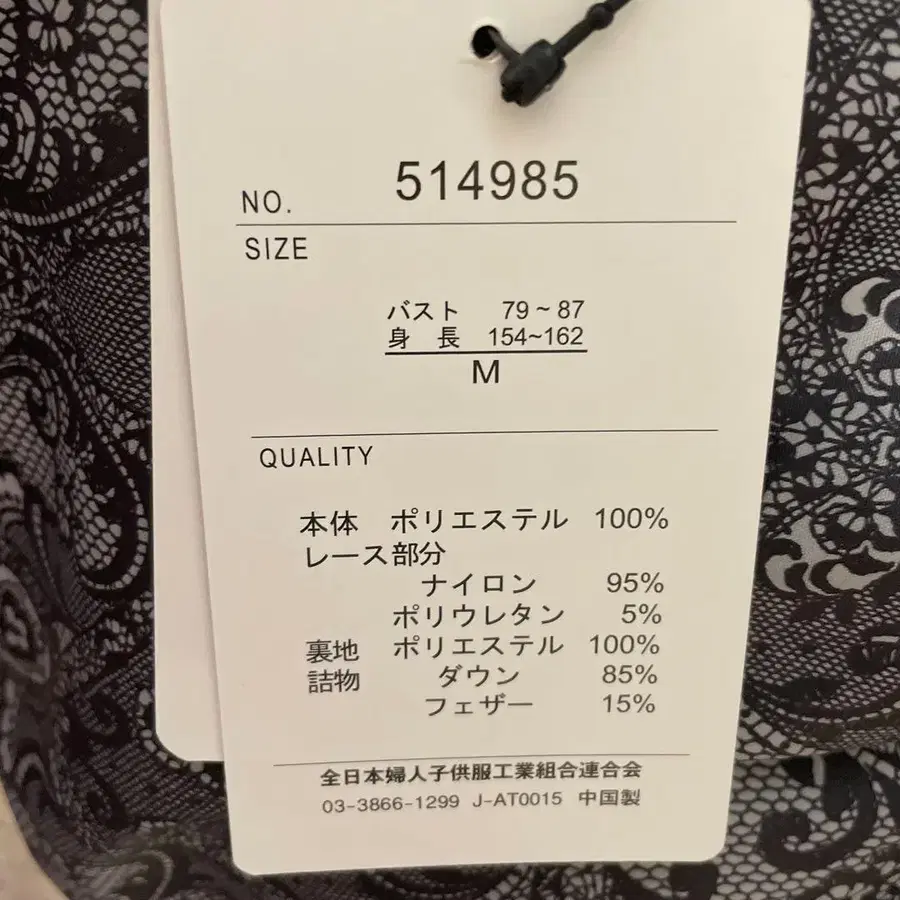 NO. 514985
SIZE
バスト 79~87
身 長 154~162
M
QUALITY
本体 ポリエステル 100%
レース部分
ナイロン 95%
ポリウレタン 5%
裏地 ポリエステル 100%
詰物 ダウン 85%
フェザー 15%
全日本婦人子供服工業組合連合会
03-3866-1299 J-AT0015 中国製